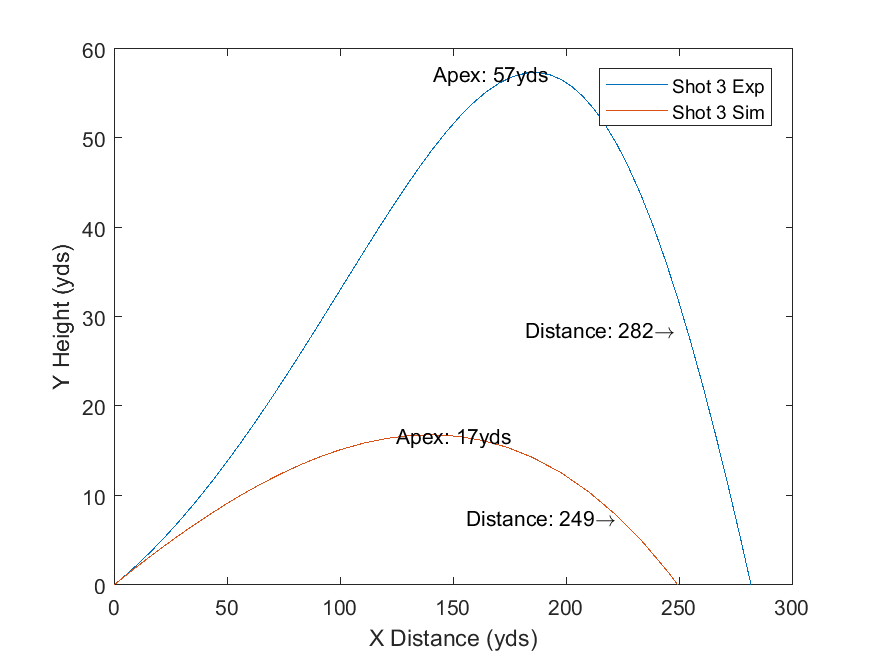 60
50
40
30
20
10
0
Y Height (yds)
0 50 100 150 200 250 300
X Distance (yds)
Apex: 57yds
Shot 3 Exp
Shot 3 Sim
Distance: 282→
Apex: 17yds
Distance: 249→